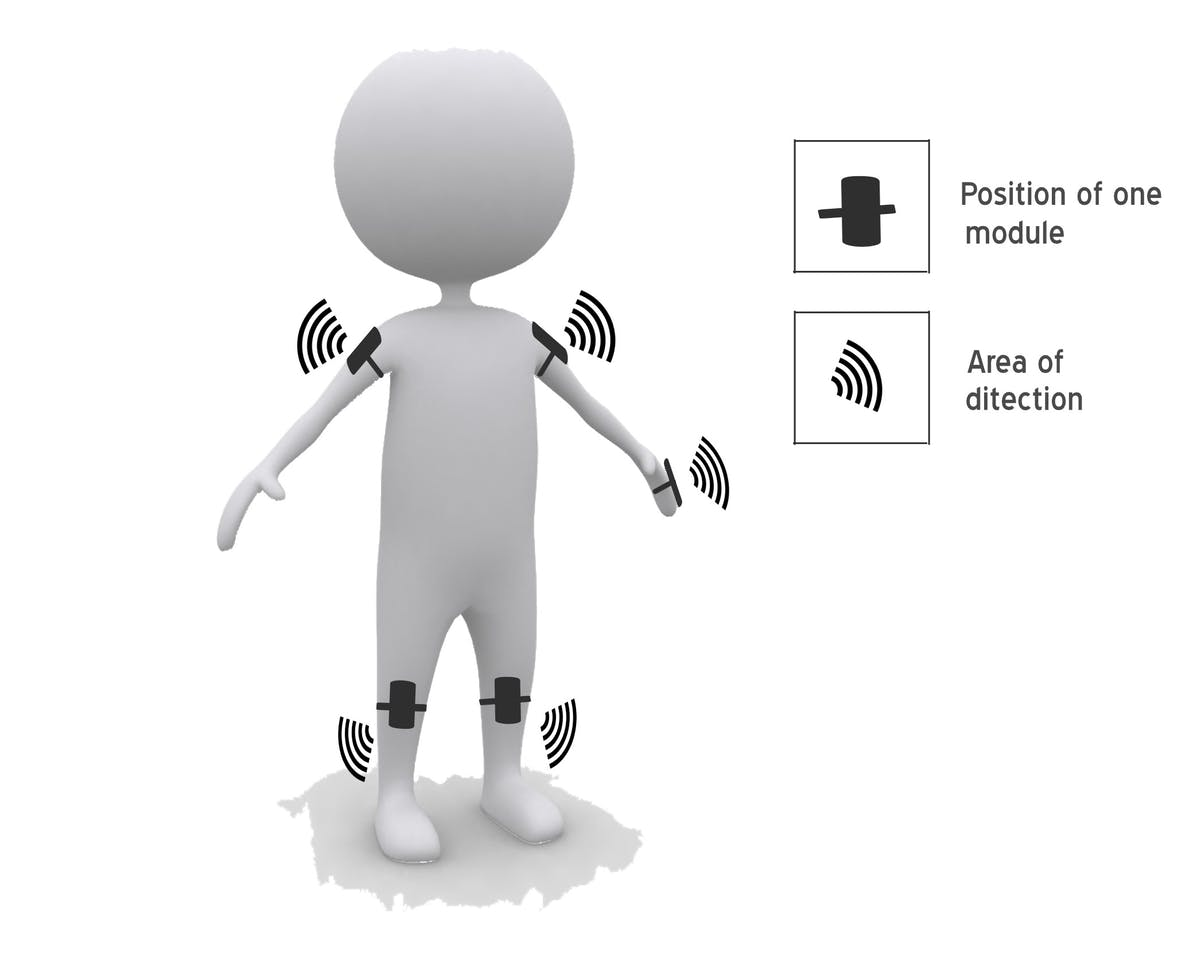 Position of one
module
Area of
ditection